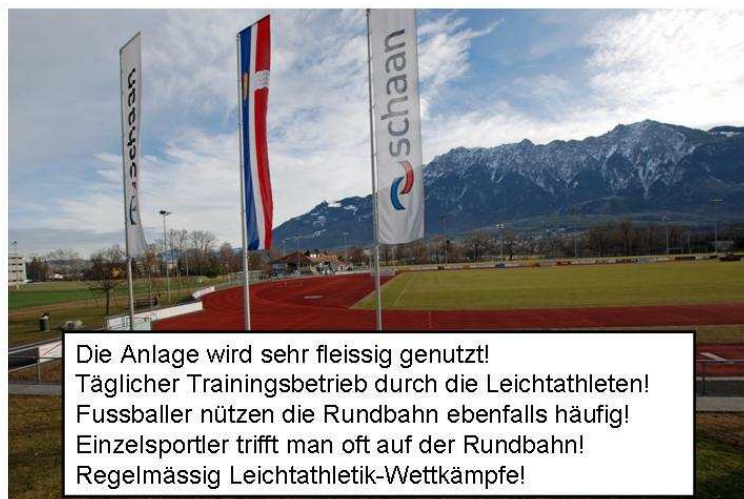 schaan
schaan
Die Anlage wird sehr fleissig genutzt!
Täglicher Trainingsbetrieb durch die Leichtathleten!
Fussballer nützen die Rundbahn ebenfalls häufig!
Einzelsportler trifft man oft auf der Rundbahn!
Regelmässig Leichtathletik-Wettkämpfe!